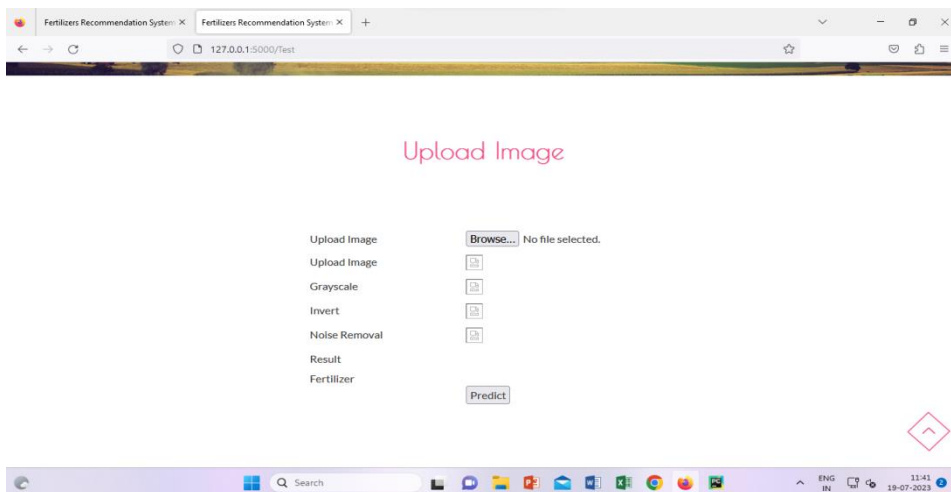 Fertilizers Recommendation System
Fertilizers Recommendation System
127.0.0.1:5000/Test
Upload Image
Upload Image Browse... No file selected.
Upload Image
Grayscale
Invert
Noise Removal
Result
Fertilizer
Predict
Search
ENG 11:41
IN 19-07-2023 2